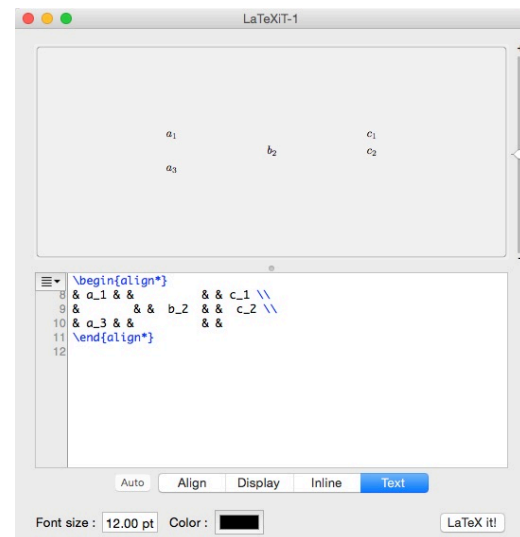 LaTeXiT-1
a₁ c₁
b₂ c₂
a₃
\begin{align*}
8 & a_1 & & & & c_1 \\
9 & & & b_2 & & c_2 \\
10 & a_3 & & & &
11 \end{align*}
12
Auto Align Display Inline Text
Font size : 12.00 pt Color : LaTeX it!